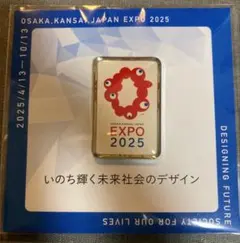 OSAKA,KANSAI,JAPAN EXPO 2025
2025/4/13—10/13
EXPO
2025
いのち輝く未来社会のデザイン
DESIGNING FUTURE
SOCIETY FOR OUR LIVES